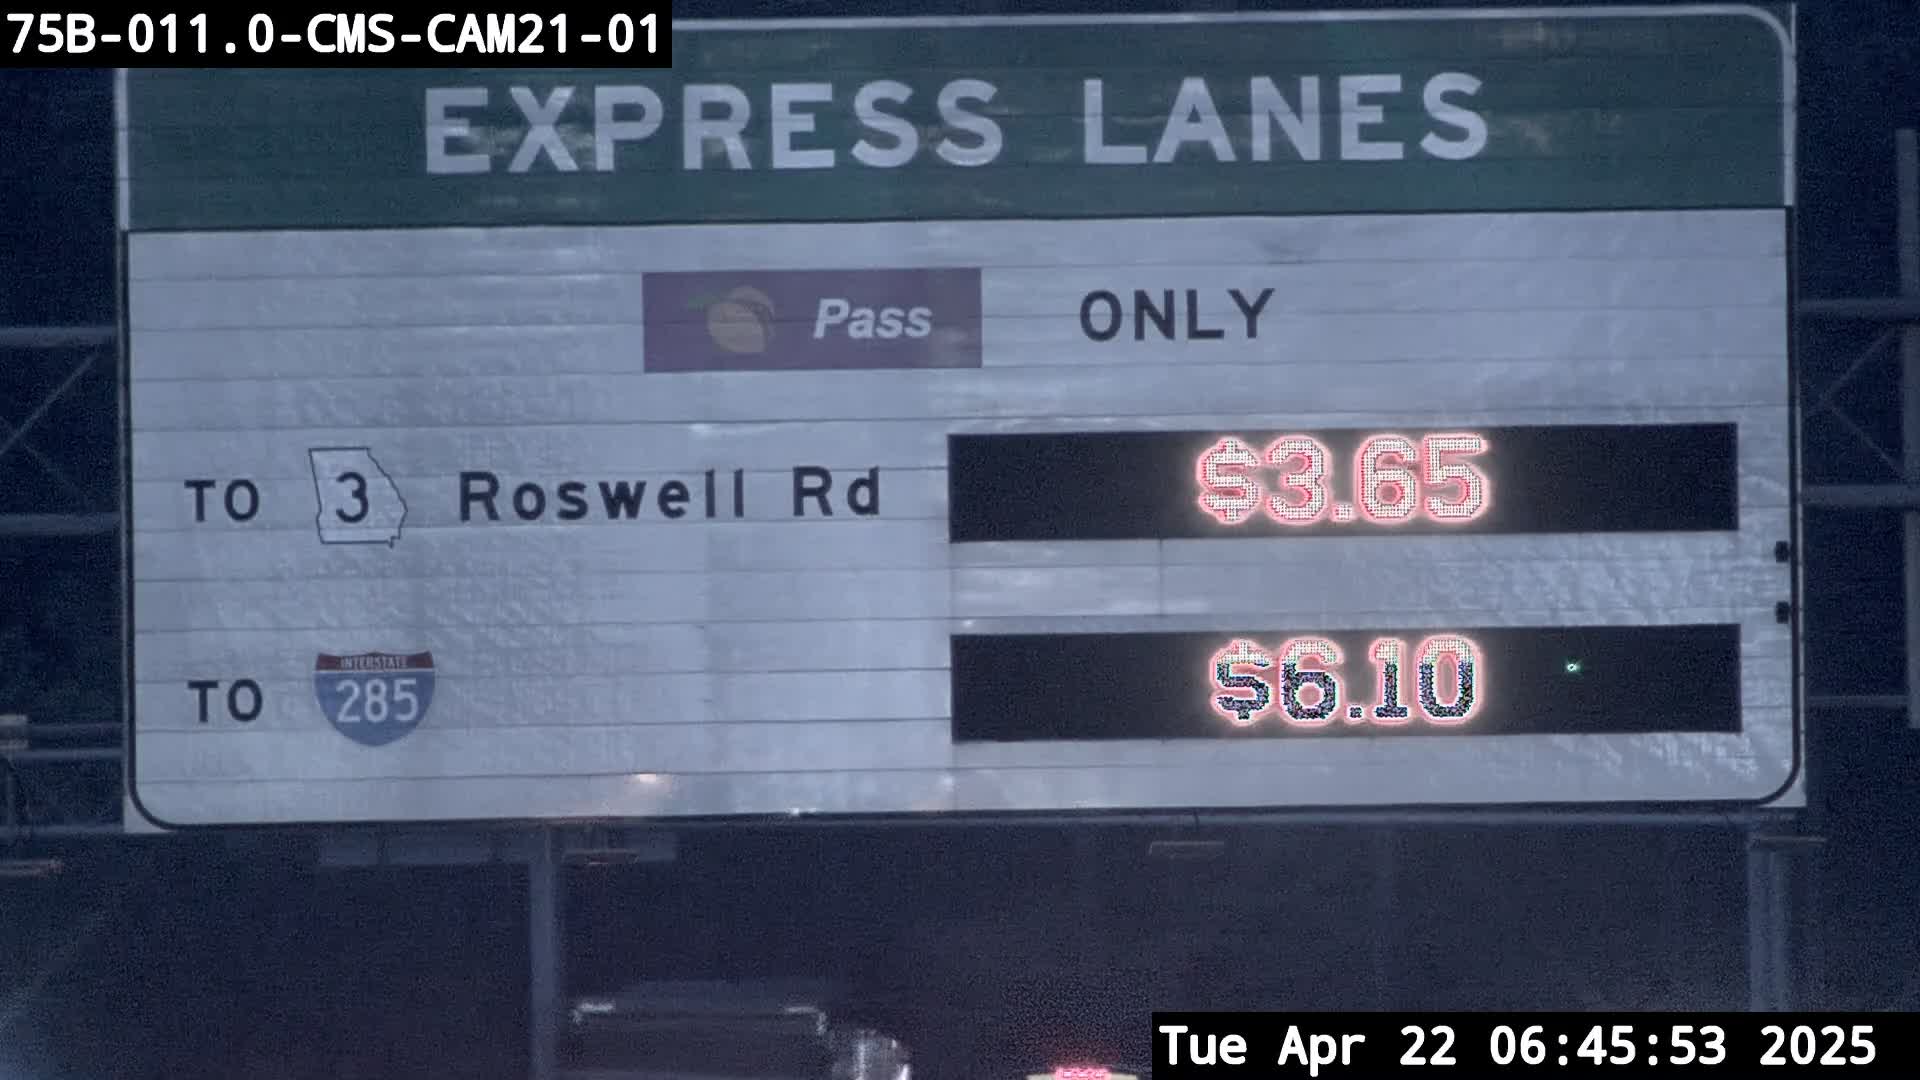 75B-011.0-CMS-CAM21-01
EXPRESS LANES
Pass ONLY
TO 3 Roswell Rd $3.65
INTERSTATE
TO 285 $6.10
Tue Apr 22 06:45:53 2025